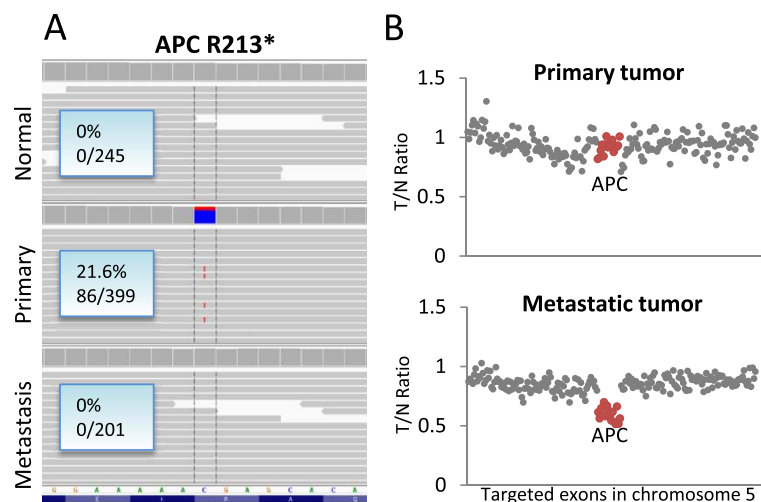 A
APC R213*
Normal
0%
0/245
Primary
21.6%
86/399
Metastasis
0%
0/201
G G A A A A A C G A G C A C A
B
Primary tumor
T/N Ratio
1.5
1
0.5
0
APC
Metastatic tumor
T/N Ratio
1.5
1
0.5
0
APC
Targeted exons in chromosome 5